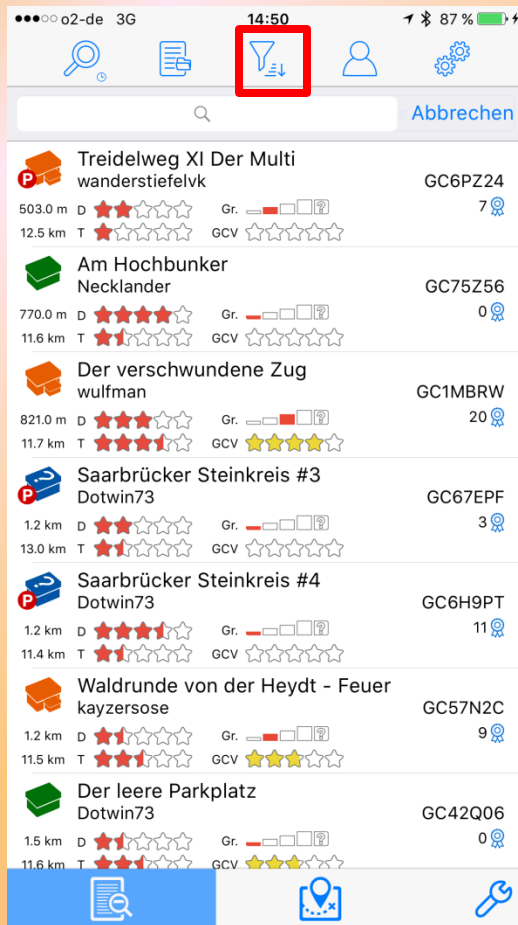 o2-de 3G 14:50 87 %
Abbrechen
Treidelweg XI Der Multi
wanderstiefelvk GC6PZ24
503.0 m D Gr. ? 7
12.5 km T GCV
P
Am Hochbunker
Necklander GC75Z56
770.0 m D Gr. ? 0
11.6 km T GCV
Der verschwundene Zug
wulfman GC1MBRW
821.0 m D Gr. ? 20
11.7 km T GCV
Saarbrücker Steinkreis #3
? P
Dotwin73 GC67EPF
1.2 km D Gr. ? 3
13.0 km T GCV
Saarbrücker Steinkreis #4
? P
Dotwin73 GC6H9PT
1.2 km D Gr. ? 11
11.4 km T GCV
Waldrunde von der Heydt - Feuer
kayzersose GC57N2C
1.2 km D Gr. ? 9
11.5 km T GCV
Der leere Parkplatz
Dotwin73 GC42Q06
1.5 km D Gr. ? 0
11.6 km T GCV